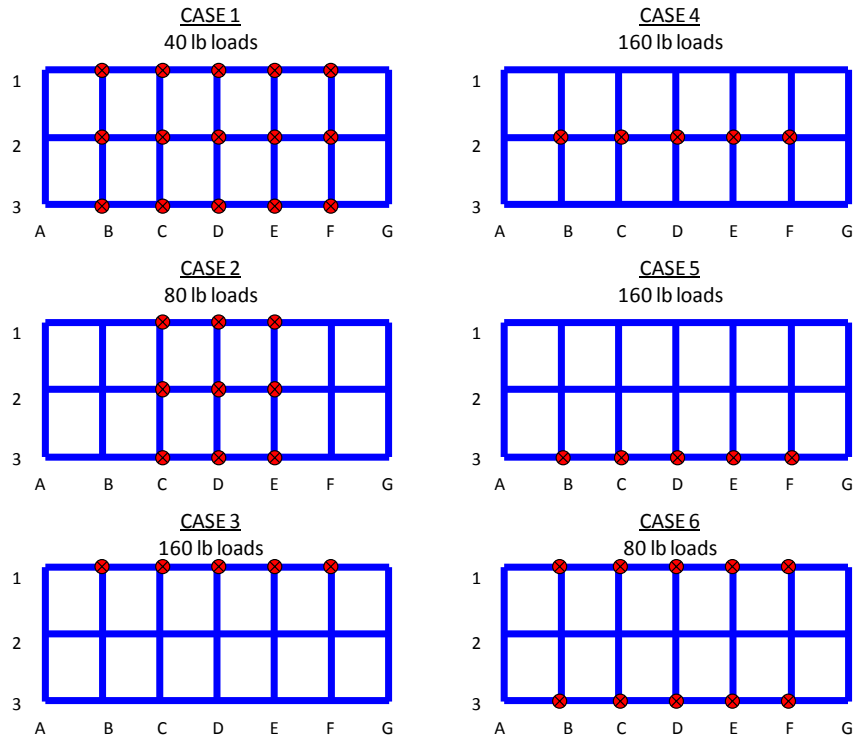 CASE 1
40 lb loads
1
2
3
A B C D E F G
CASE 4
160 lb loads
1
2
3
A B C D E F G
CASE 2
80 lb loads
1
2
3
A B C D E F G
CASE 5
160 lb loads
1
2
3
A B C D E F G
CASE 3
160 lb loads
1
2
3
A B C D E F G
CASE 6
80 lb loads
1
2
3
A B C D E F G